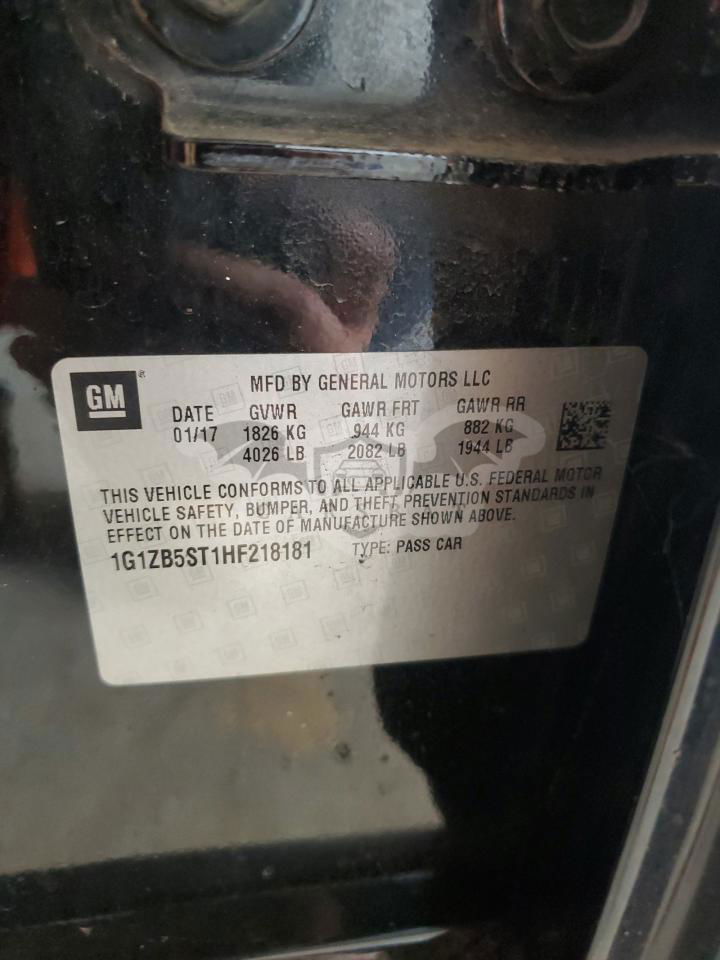 GM ®
MFD BY GENERAL MOTORS LLC
DATE GVWR GAWR FRT GAWR RR
01/17 1826 KG 944 KG 882 KG
4026 LB 2082 LB 1944 LB
THIS VEHICLE CONFORMS TO ALL APPLICABLE U.S. FEDERAL MOTOR
VEHICLE SAFETY, BUMPER, AND THEFT PREVENTION STANDARDS IN
EFFECT ON THE DATE OF MANUFACTURE SHOWN ABOVE.
1G1ZB5ST1HF218181 TYPE: PASS CAR